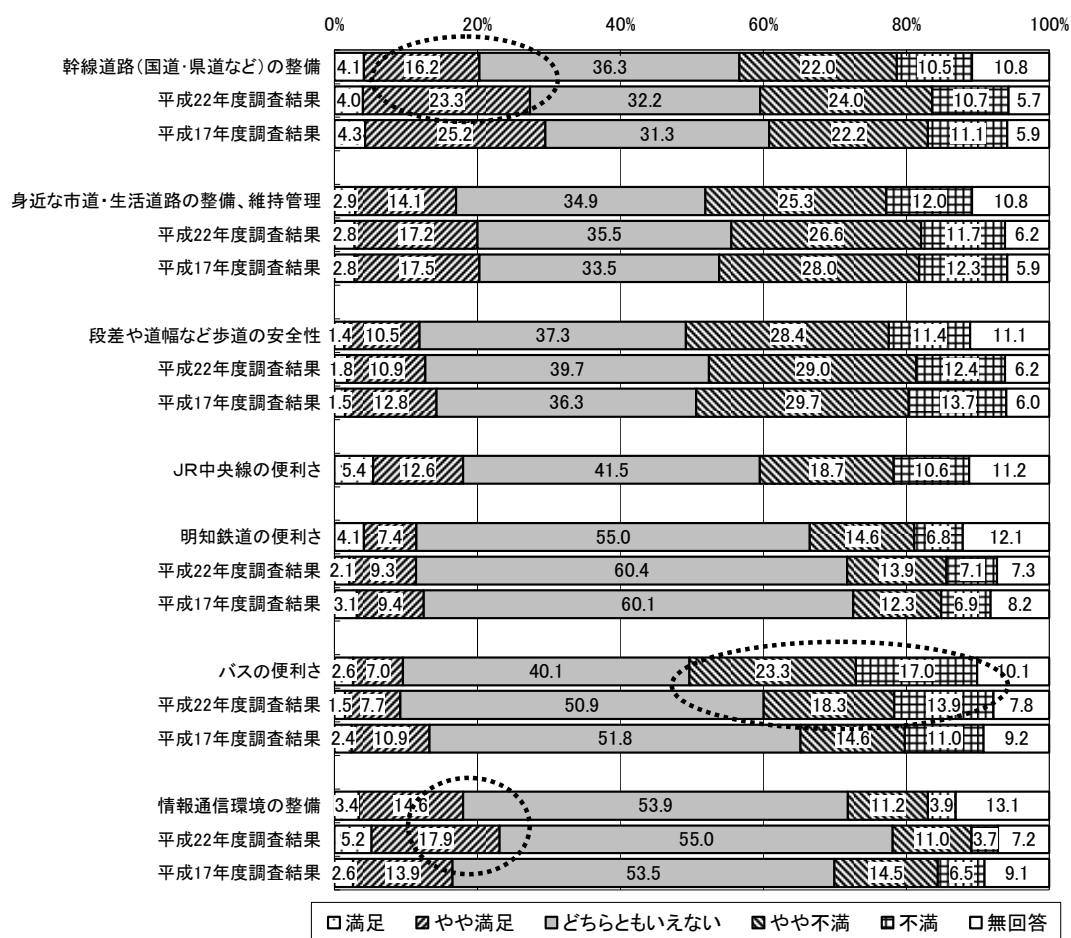 0% 20% 40% 60% 80% 100%
幹線道路(国道・県道など)の整備 4.1 16.2 36.3 22.0 10.5 10.8
平成22年度調査結果 4.0 23.3 32.2 24.0 10.7 5.7
平成17年度調査結果 4.3 25.2 31.3 22.2 11.1 5.9
身近な市道・生活道路の整備、維持管理 2.9 14.1 34.9 25.3 12.0 10.8
平成22年度調査結果 2.8 17.2 35.5 26.6 11.7 6.2
平成17年度調査結果 2.8 17.5 33.5 28.0 12.3 5.9
段差や道幅など歩道の安全性 1.4 10.5 37.3 28.4 11.4 11.1
平成22年度調査結果 1.8 10.9 39.7 29.0 12.4 6.2
平成17年度調査結果 1.5 12.8 36.3 29.7 13.7 6.0
JR中央線の便利さ 5.4 12.6 41.5 18.7 10.6 11.2
明知鉄道の便利さ 4.1 7.4 55.0 14.6 6.8 12.1
平成22年度調査結果 2.1 9.3 60.4 13.9 7.1 7.3
平成17年度調査結果 3.1 9.4 60.1 12.3 6.9 8.2
バスの便利さ 2.6 7.0 40.1 23.3 17.0 10.1
平成22年度調査結果 1.5 7.7 50.9 18.3 13.9 7.8
平成17年度調査結果 2.4 10.9 51.8 14.6 11.0 9.2
情報通信環境の整備 3.4 14.6 53.9 11.2 3.9 13.1
平成22年度調査結果 5.2 17.9 55.0 11.0 3.7 7.2
平成17年度調査結果 2.6 13.9 53.5 14.5 6.5 9.1
満足 やや満足 どちらともいえない やや不満 不満 無回答